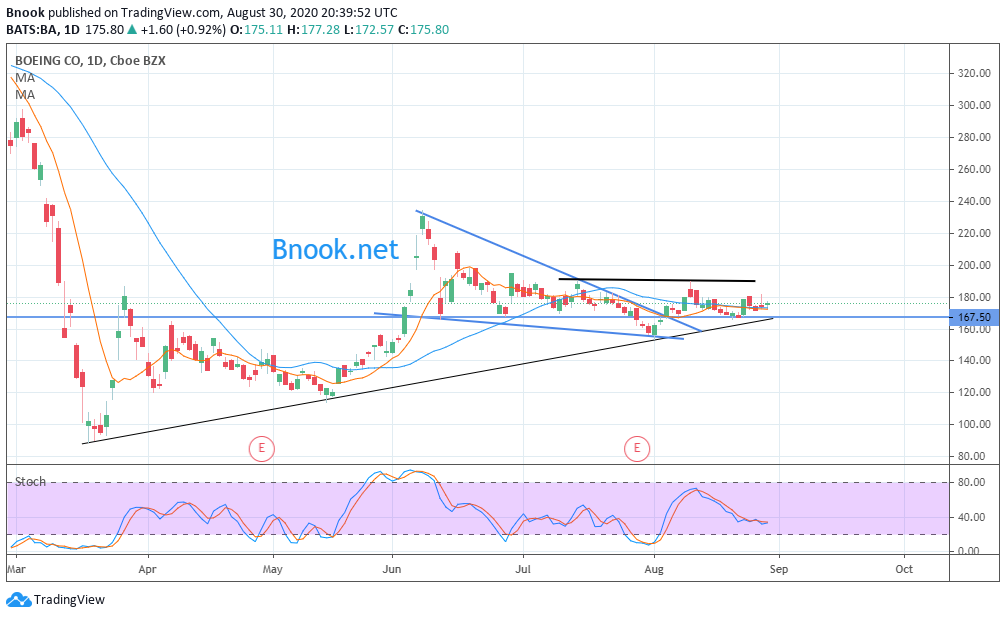 Bnook published on TradingView.com, August 30, 2020 20:39:52 UTC
BATS:BA, 1D 175.80 ▲ +1.60 (+0.92%) O:175.11 H:177.28 L:172.57 C:175.80
BOEING CO, 1D, Cboe BZX
MA
MA
320.00
300.00
280.00
260.00
240.00
220.00
200.00
180.00
167.50
160.00
140.00
120.00
100.00
80.00
Bnook.net
E
E
Stoch
80.00
40.00
0.00
Mar Apr May Jun Jul Aug Sep Oct
TradingView